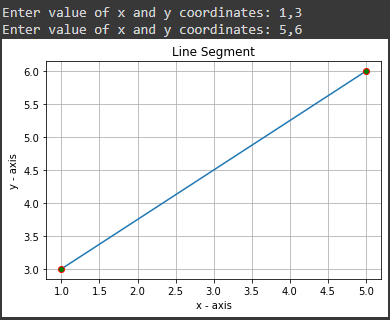 Enter value of x and y coordinates: 1,3
Enter value of x and y coordinates: 5,6
Line Segment
6.0
5.5
5.0
4.5
4.0
3.5
3.0
y - axis
1.0 1.5 2.0 2.5 3.0 3.5 4.0 4.5 5.0
x - axis